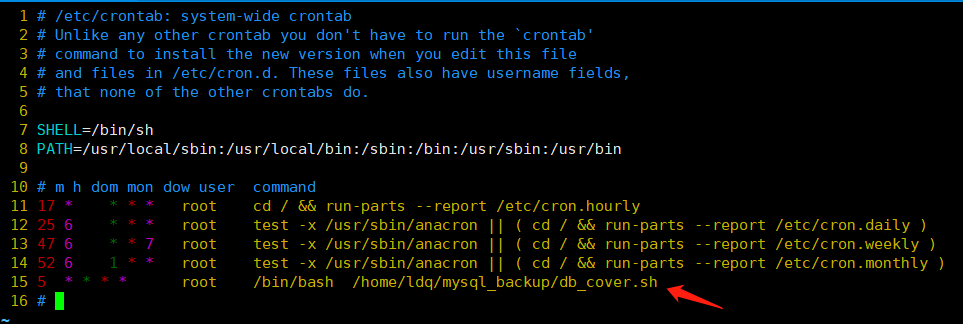 1 # /etc/crontab: system-wide crontab
2 # Unlike any other crontab you don't have to run the `crontab'
3 # command to install the new version when you edit this file
4 # and files in /etc/cron.d. These files also have username fields,
5 # that none of the other crontabs do.
6
7 SHELL=/bin/sh
8 PATH=/usr/local/sbin:/usr/local/bin:/sbin:/bin:/usr/sbin:/usr/bin
9
10 # m h dom mon dow user  command
11 17 *    * * *   root    cd / && run-parts --report /etc/cron.hourly
12 25 6    * * *   root    test -x /usr/sbin/anacron || ( cd / && run-parts --report /etc/cron.daily )
13 47 6    * * 7   root    test -x /usr/sbin/anacron || ( cd / && run-parts --report /etc/cron.weekly )
14 52 6    1 * *   root    test -x /usr/sbin/anacron || ( cd / && run-parts --report /etc/cron.monthly )
15 5  * * * *      root    /bin/bash  /home/ldq/mysql_backup/db_cover.sh
16 #
~